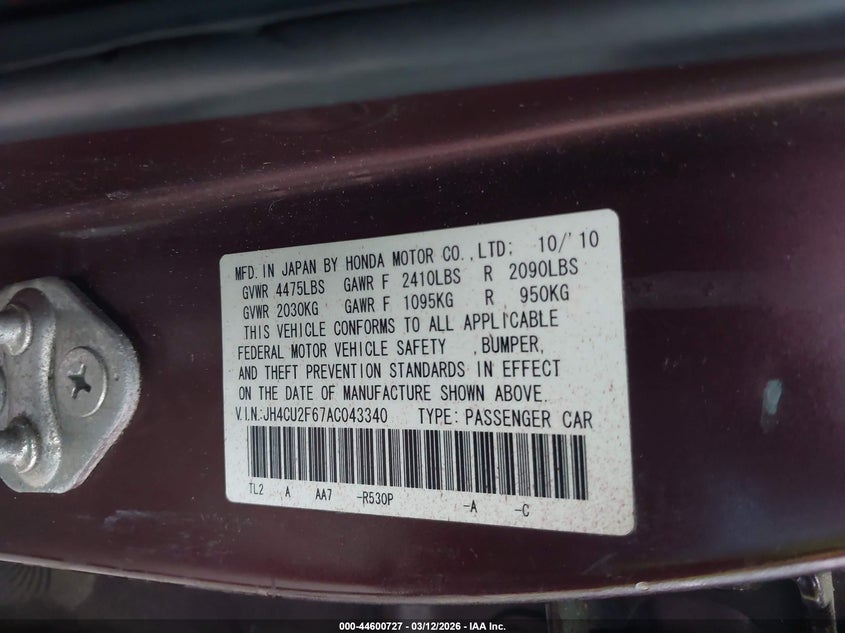 MFD. IN JAPAN BY HONDA MOTOR CO., LTD; 10/'10
GVWR 4475LBS GAWR F 2410LBS R 2090LBS
GVWR 2030KG GAWR F 1095KG R 950KG
THIS VEHICLE CONFORMS TO ALL APPLICABLE
FEDERAL MOTOR VEHICLE SAFETY ,BUMPER,
AND THEFT PREVENTION STANDARDS IN EFFECT
ON THE DATE OF MANUFACTURE SHOWN ABOVE.
V.I.N:JH4CU2F67AC043340 TYPE: PASSENGER CAR
TL2 A AA7 -R530P -A -C
000-44600727 - 03/12/2026 - IAA Inc.